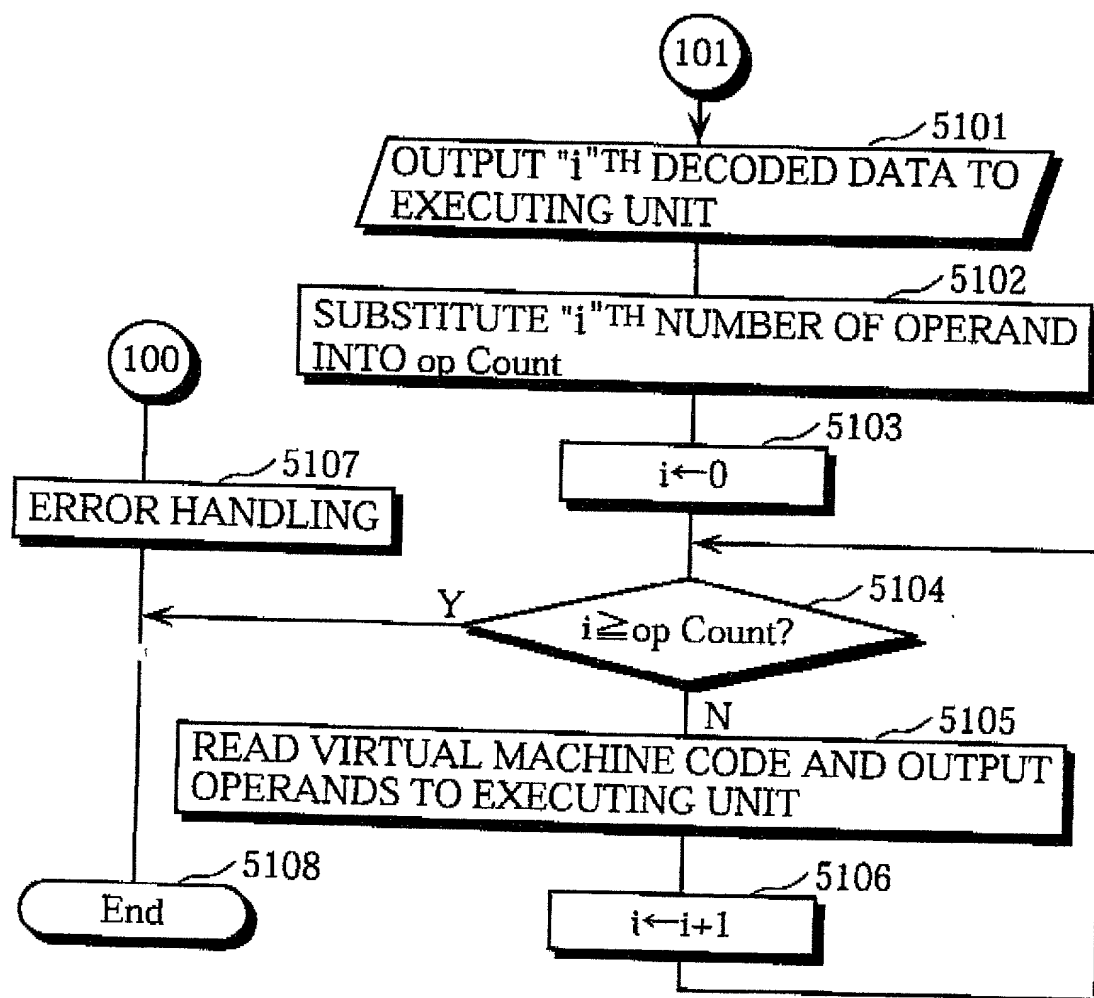 101
5101
OUTPUT "i"TH DECODED DATA TO
EXECUTING UNIT
5102
SUBSTITUTE "i"TH NUMBER OF OPERAND
INTO op Count
100
5103
i←0
5107
ERROR HANDLING
5104
Y
i≧op Count?
N
5105
READ VIRTUAL MACHINE CODE AND OUTPUT
OPERANDS TO EXECUTING UNIT
5108
End
5106
i←i+1